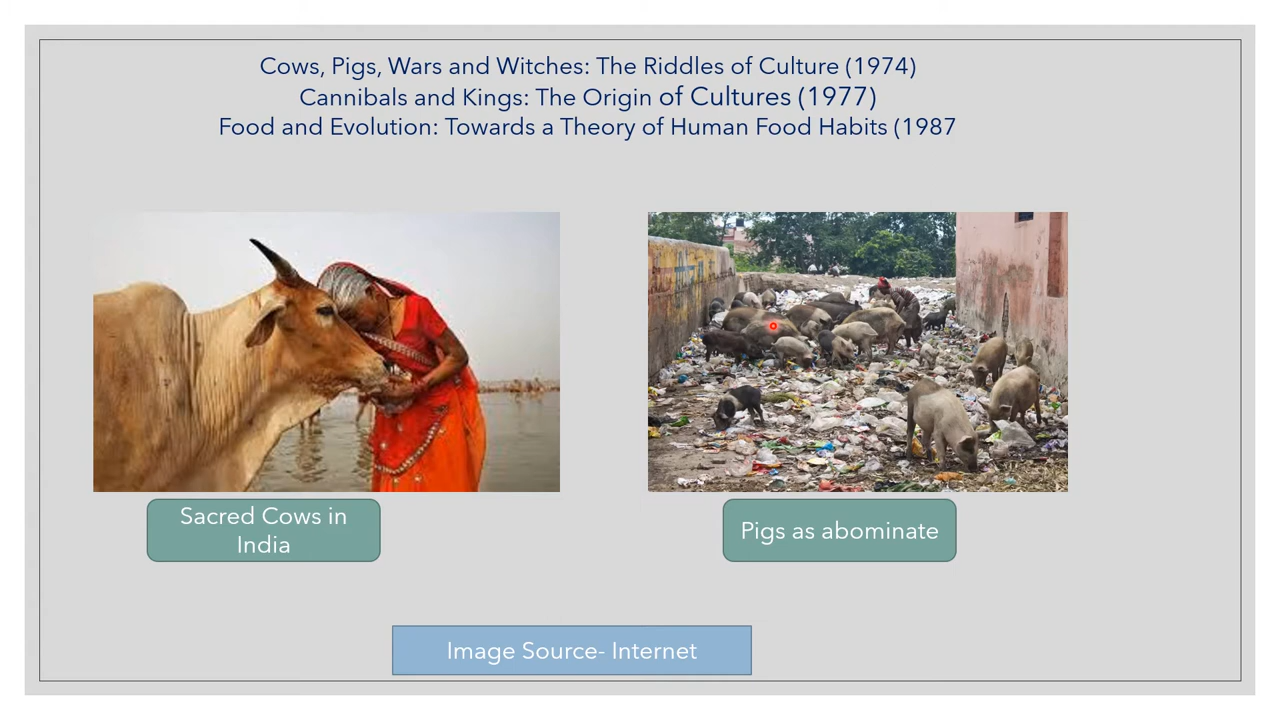 Cows, Pigs, Wars and Witches: The Riddles of Culture (1974)
Cannibals and Kings: The Origin of Cultures (1977)
Food and Evolution: Towards a Theory of Human Food Habits (1987
Sacred Cows in
India
Pigs as abominate
Image Source- Internet